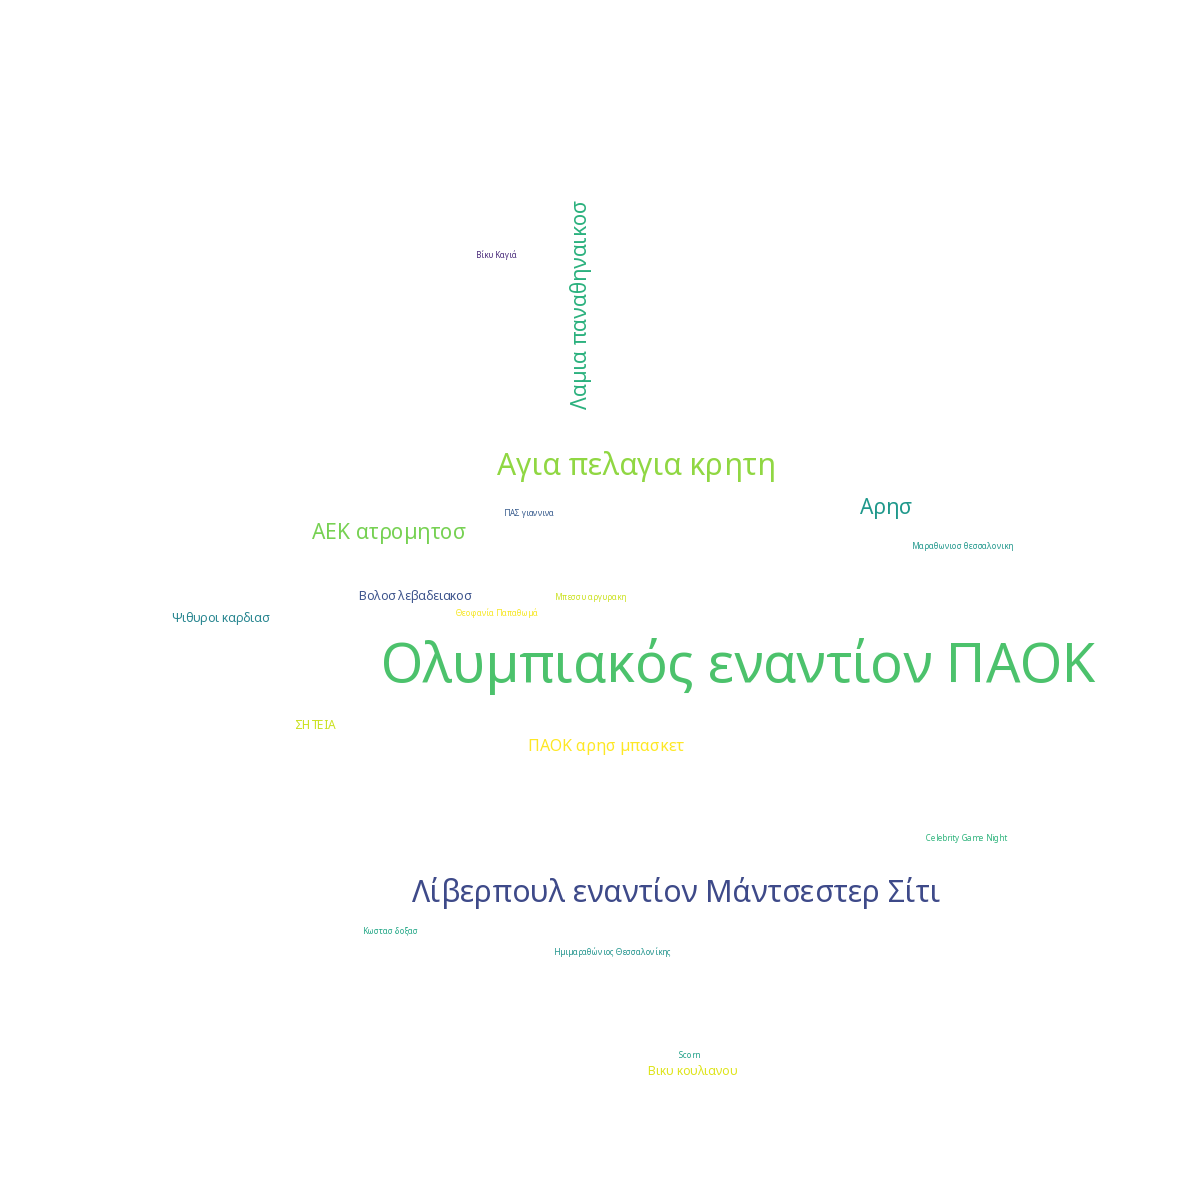 Λαμια παναθηναικοσ
Βίκυ Καγιά
Αγια πελαγια κρητη
Αρησ
ΠΑΣ γιαννινα
ΑΕΚ ατρομητοσ
Μαραθωνιοσ θεσσαλονικη
Βολοσ λεβαδειακοσ
Μπεσσυ αργυρακη
Θεοφανία Παπαθωμά
Ψιθυροι καρδιασ
Ολυμπιακός εναντίον ΠΑΟΚ
ΣΗΤΕΙΑ
ΠΑΟΚ αρησ μπασκετ
Celebrity Game Night
Λίβερπουλ εναντίον Μάντσεστερ Σίτι
Κωστασ δοξασ
Ημιμαραθώνιος Θεσσαλονίκης
Scorn
Βικυ κουλιανου